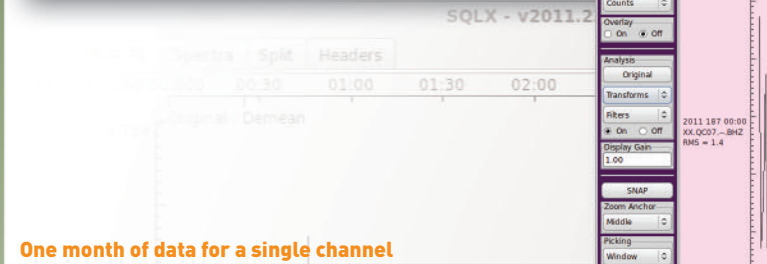 SQLX - v2011.2
Spectra Split Headers
00:30 01:00 01:30 02:00
Original Demean
One month of data for a single channel
Counts
Overlay
On Off
Analysis
Original
Transforms
Filters
On Off
Display Gain
1.00
SNAP
Zoom Anchor
Middle
Picking
Window
2011 187 00:00
XX.QC07.--.BHZ
RMS = 1.4